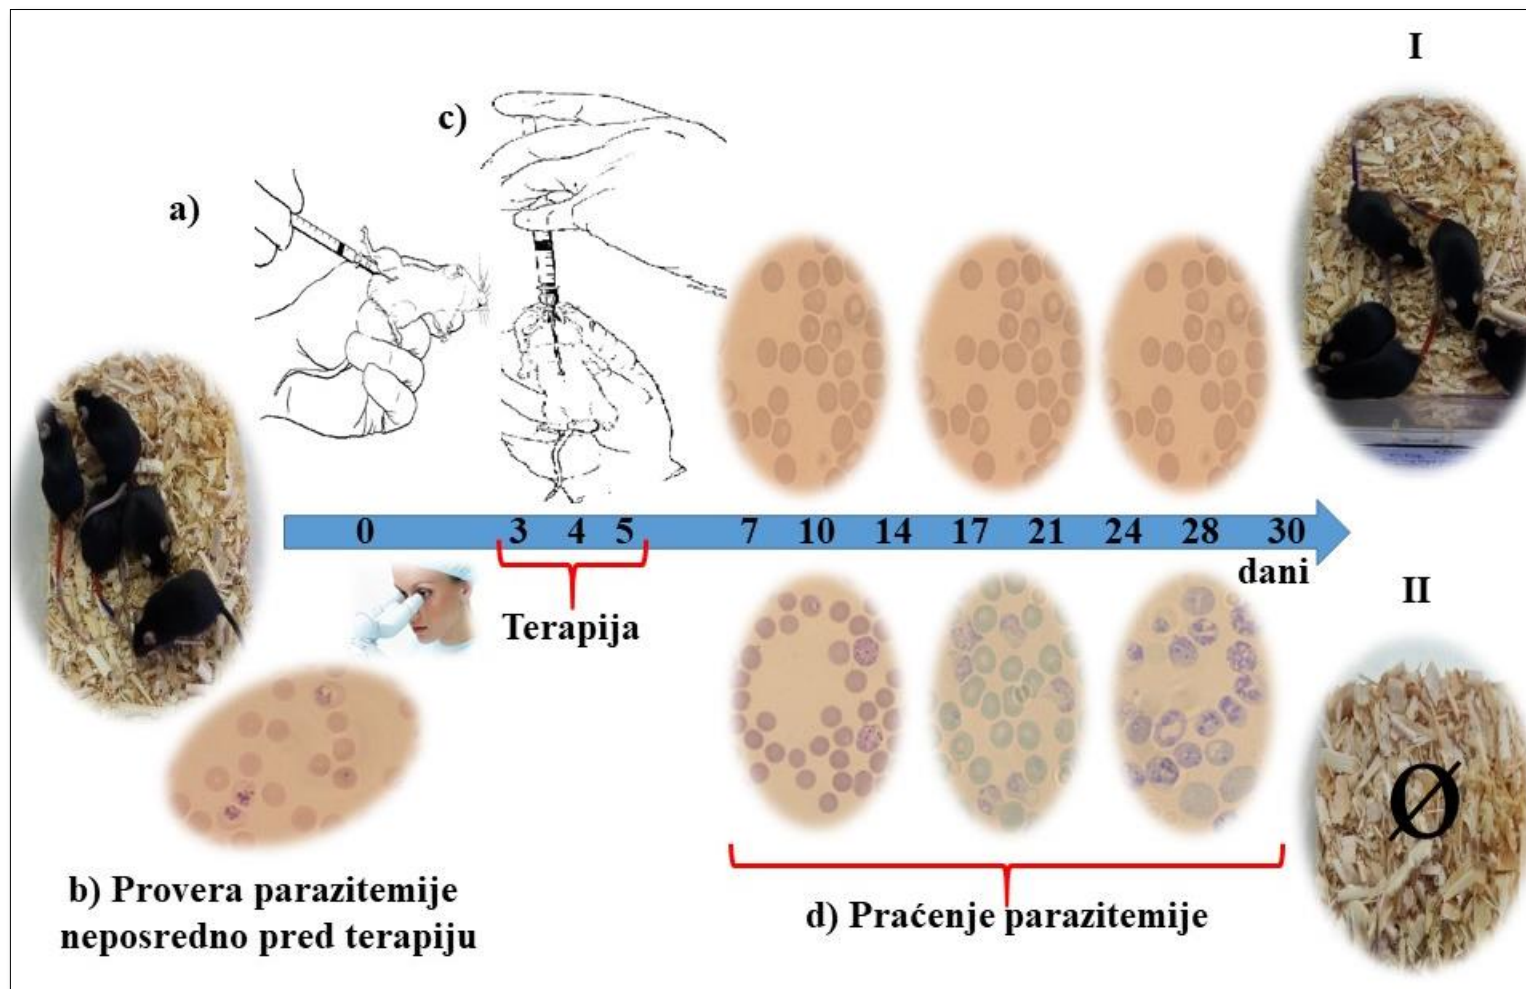 I
c)
a)
0 3 4 5 7 10 14 17 21 24 28 30
dani
Terapija
II
Ø
b) Provera parazitemije
neposredno pred terapiju
d) Praćenje parazitemije